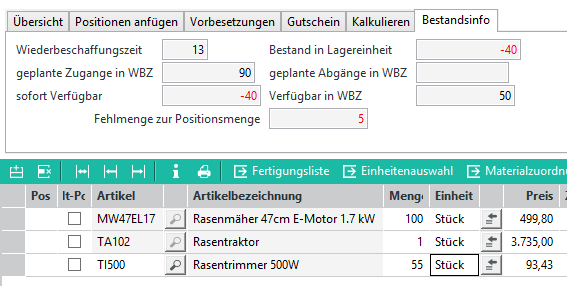 Übersicht Positionen anfügen Vorbesetzungen Gutschein Kalkulieren Bestandsinfo
Wiederbeschaffungszeit 13 Bestand in Lagereinheit -40
geplante Zugange in WBZ 90 geplante Abgänge in WBZ
sofort Verfügbar -40 Verfügbar in WBZ 50
Fehlmenge zur Positionsmenge 5
Fertigungsliste Einheitenauswahl Materialzuordnu
Pos It-Pc Artikel Artikelbezeichnung Menge Einheit Preis
MW47EL17 Rasenmäher 47cm E-Motor 1.7 kW 100 Stück 499,80
TA102 Rasentraktor 1 Stück 3.735,00
TI500 Rasentrimmer 500W 55 Stück 93,43